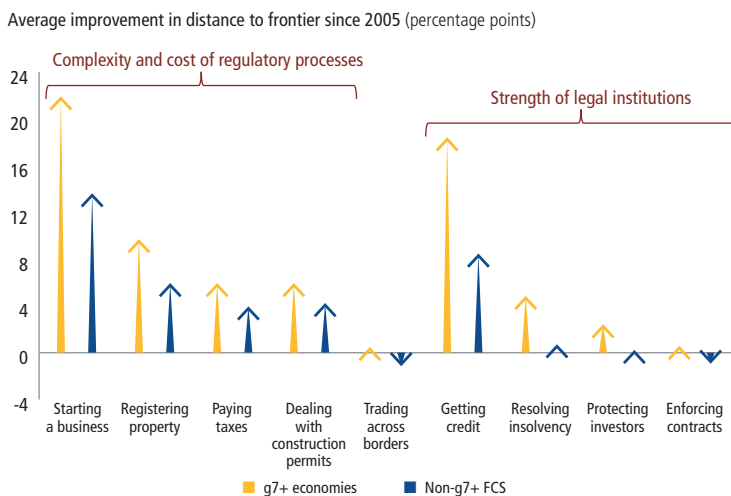 Average improvement in distance to frontier since 2005 (percentage points)
Complexity and cost of regulatory processes
Strength of legal institutions
24
20
16
12
8
4
0
-4
Starting
a business
Registering
property
Paying
taxes
Dealing
with
construction
permits
Trading
across
borders
Getting
credit
Resolving
insolvency
Protecting
investors
Enforcing
contracts
g7+ economies
Non-g7+ FCS